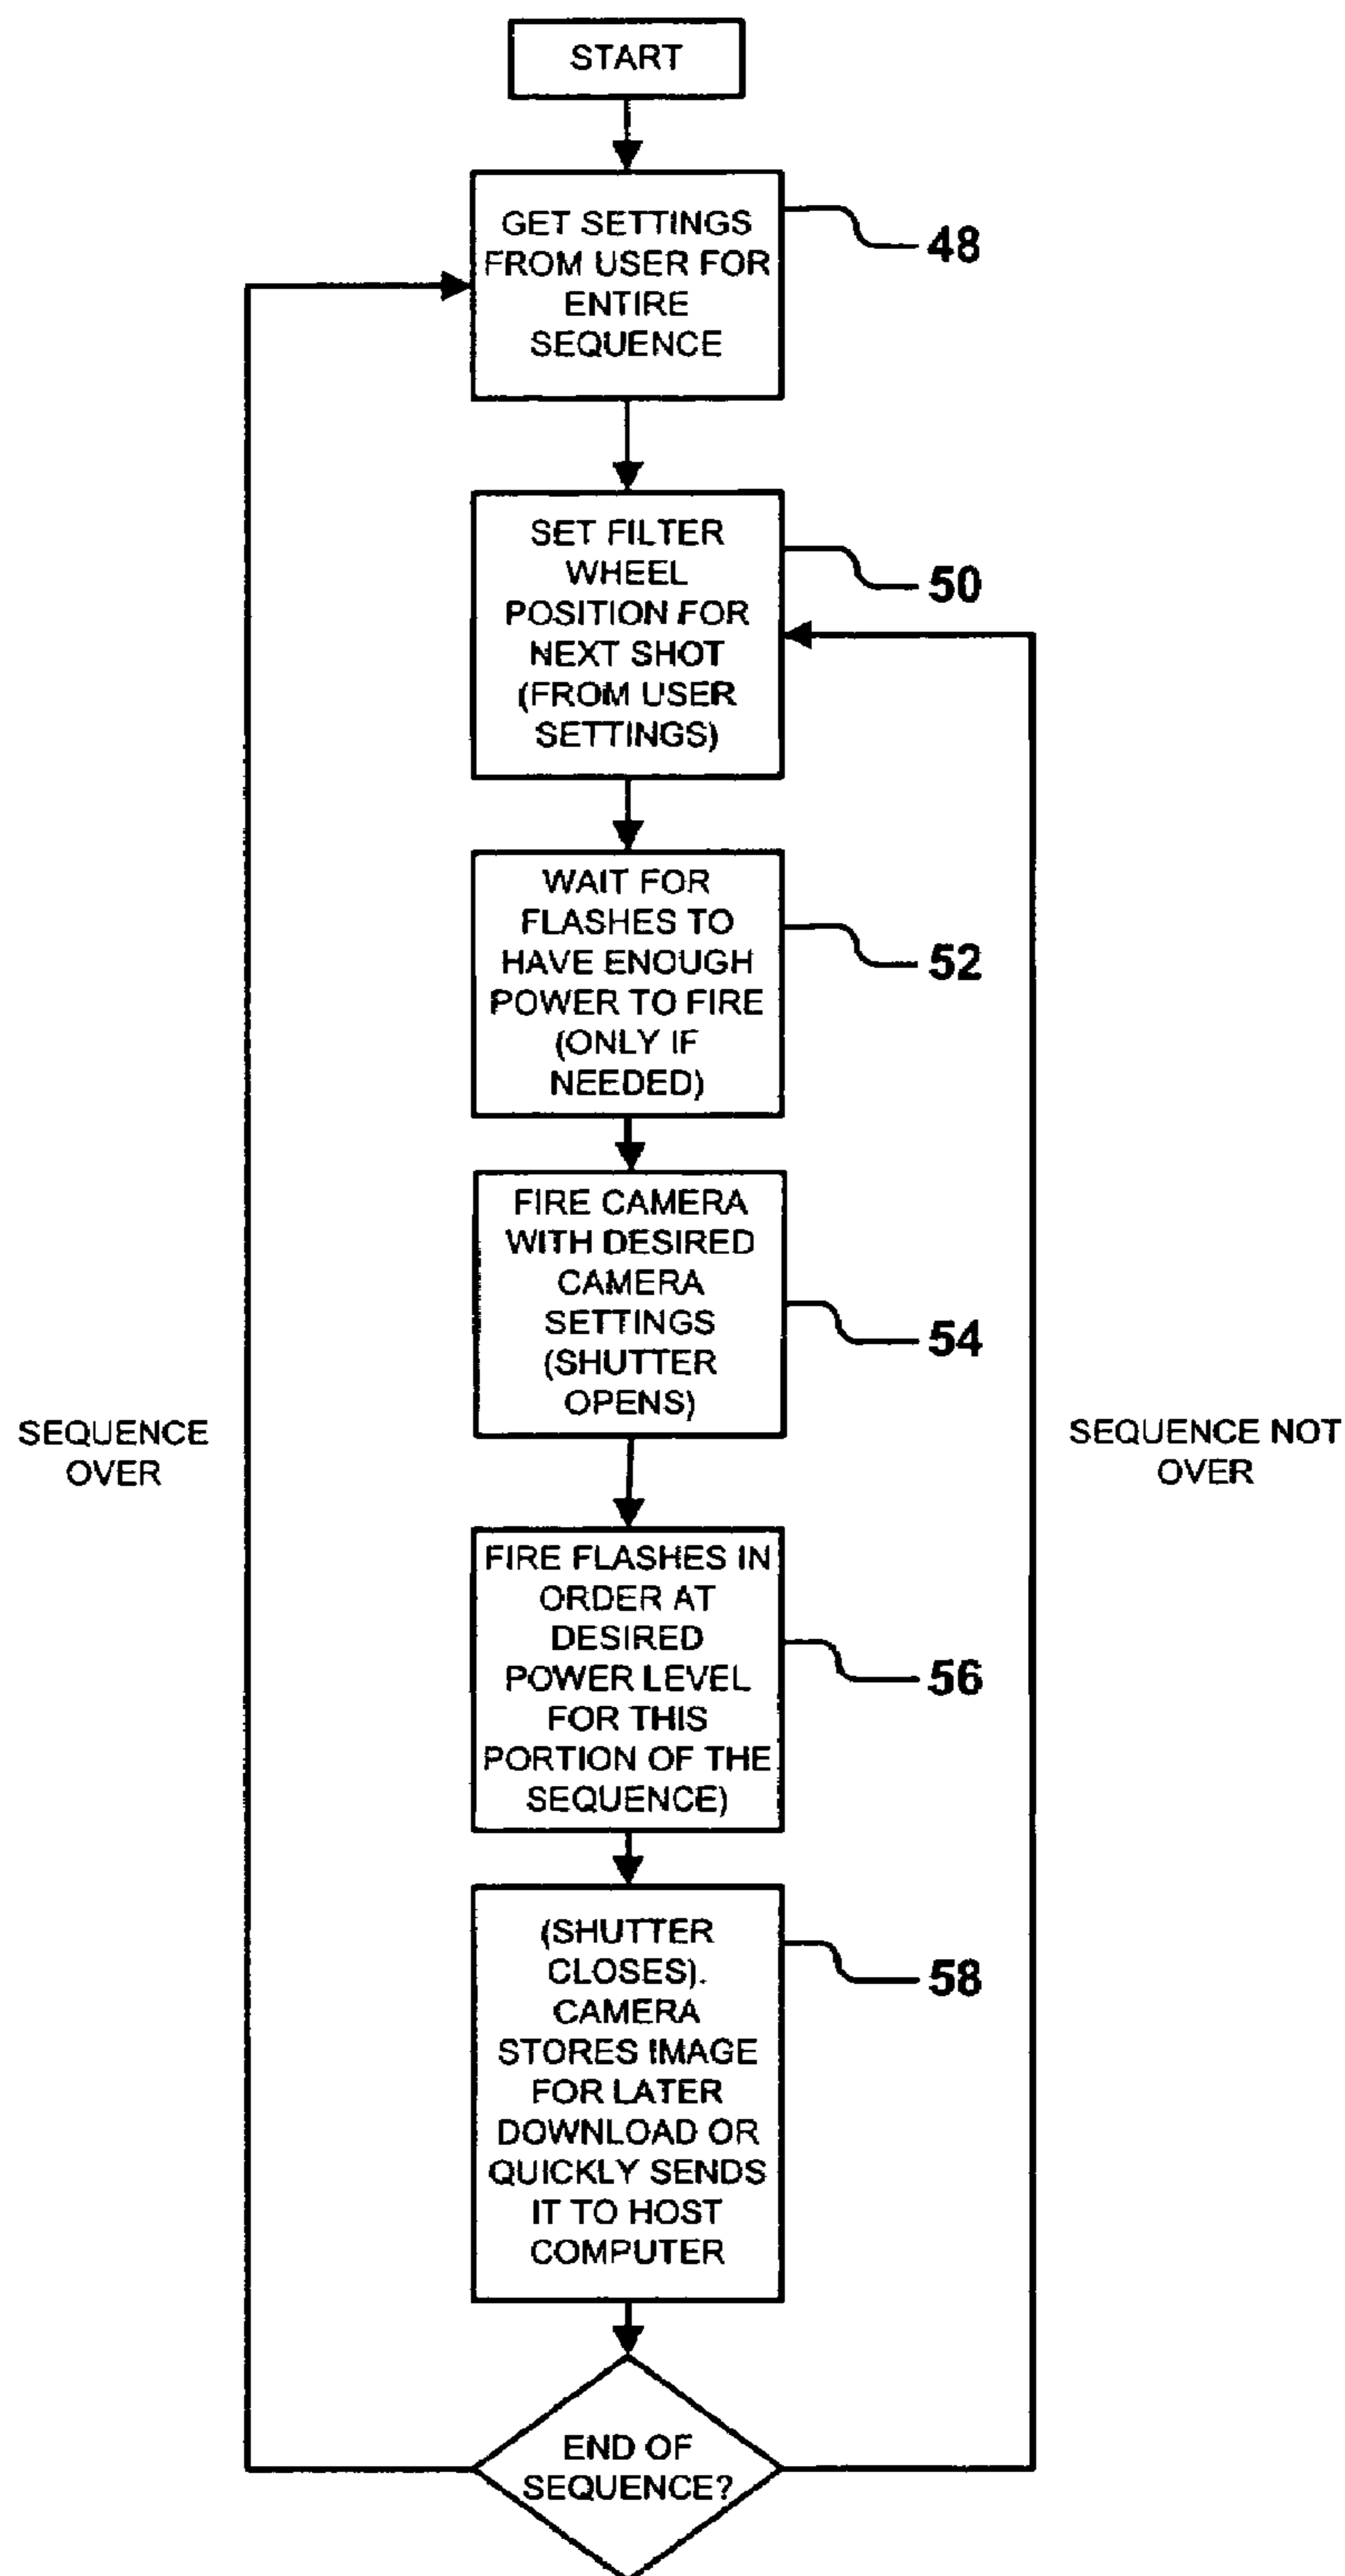 START
GET SETTINGS
FROM USER FOR
ENTIRE
SEQUENCE
48
SET FILTER
WHEEL
POSITION FOR
NEXT SHOT
(FROM USER
SETTINGS)
50
WAIT FOR
FLASHES TO
HAVE ENOUGH
POWER TO FIRE
(ONLY IF
NEEDED)
52
FIRE CAMERA
WITH DESIRED
CAMERA
SETTINGS
(SHUTTER
OPENS)
54
SEQUENCE
OVER
SEQUENCE NOT
OVER
FIRE FLASHES IN
ORDER AT
DESIRED
POWER LEVEL
FOR THIS
PORTION OF THE
SEQUENCE)
56
(SHUTTER
CLOSES).
CAMERA
STORES IMAGE
FOR LATER
DOWNLOAD OR
QUICKLY SENDS
IT TO HOST
COMPUTER
58
END OF
SEQUENCE?